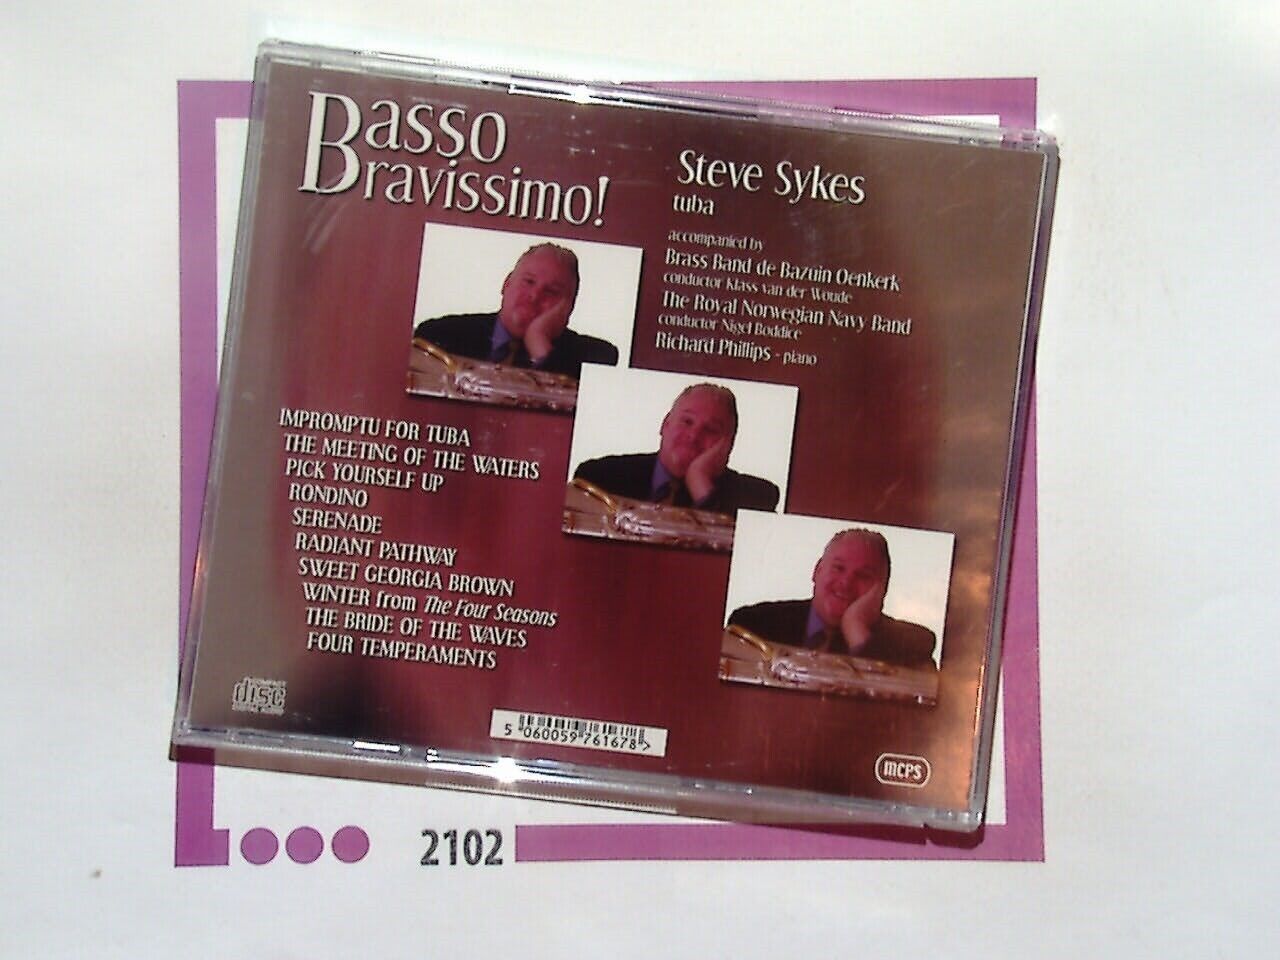 Basso
Bravissimo!
Steve Sykes
tuba
accompanied by
Brass Band de Bazuin Oenkerk
conductor Klass van der Woude
The Royal Norwegian Navy Band
conductor Nigel Boddice
Richard Phillips - piano
IMPROMPTU FOR TUBA
THE MEETING OF THE WATERS
PICK YOURSELF UP
RONDINO
SERENADE
RADIANT PATHWAY
SWEET GEORGIA BROWN
WINTER from The Four Seasons
THE BRIDE OF THE WAVES
FOUR TEMPERAMENTS
COMPACT
disc
DIGITAL AUDIO
5 060059 761678 >
mcps
2102